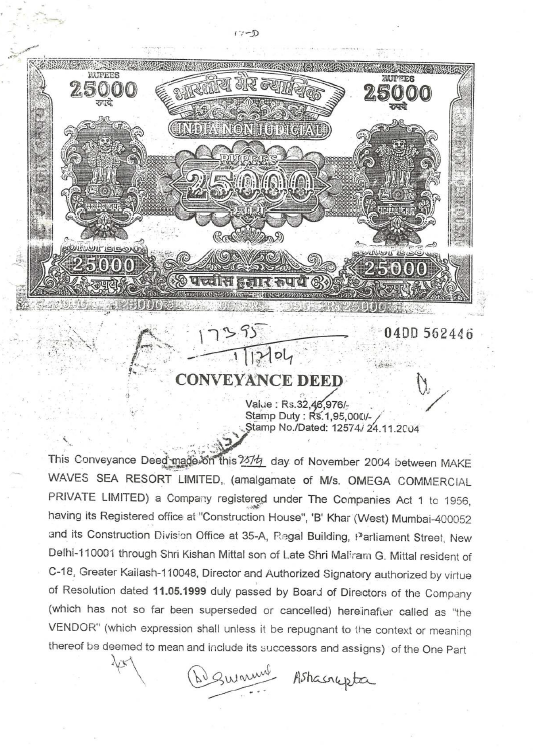 17-D
RUPEES
25000
रुपये
भारतीय गैर न्यायिक
INDIA NON JUDICIAL
RUPEES
25000
रुपये
RUPEES
25000
25000
रुपये
पच्चीस हजार रुपये
25000
रुपये
17395
1/12/04
04DD 562446
CONVEYANCE DEED
Value : Rs.32,46,976/-
Stamp Duty : Rs.1,95,000/-
Stamp No./Dated: 12574/ 24.11.2004
This Conveyance Deed made on this 25th day of November 2004 between MAKE
WAVES SEA RESORT LIMITED, (amalgamate of M/s. OMEGA COMMERCIAL
PRIVATE LIMITED) a Company registered under The Companies Act 1 to 1956,
having its Registered office at "Construction House", 'B' Khar (West) Mumbai-400052
and its Construction Division Office at 35-A, Regal Building, Parliament Street, New
Delhi-110001 through Shri Kishan Mittal son of Late Shri Maliram G. Mittal resident of
C-18, Greater Kailash-110048, Director and Authorized Signatory authorized by virtue
of Resolution dated 11.05.1999 duly passed by Board of Directors of the Company
(which has not so far been superseded or cancelled) hereinafter called as "the
VENDOR" (which expression shall unless it be repugnant to the context or meaning
thereof be deemed to mean and include its successors and assigns) of the One Part
Ashagupta